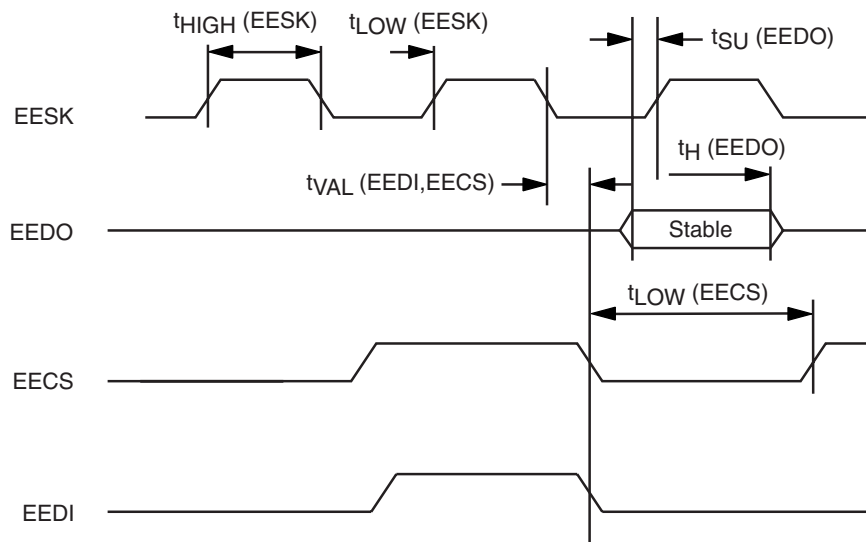 tHIGH (EESK)
tLOW (EESK)
tSU (EEDO)
EESK
tH (EEDO)
tVAL (EEDI,EECS)
EEDO
Stable
tLOW (EECS)
EECS
EEDI